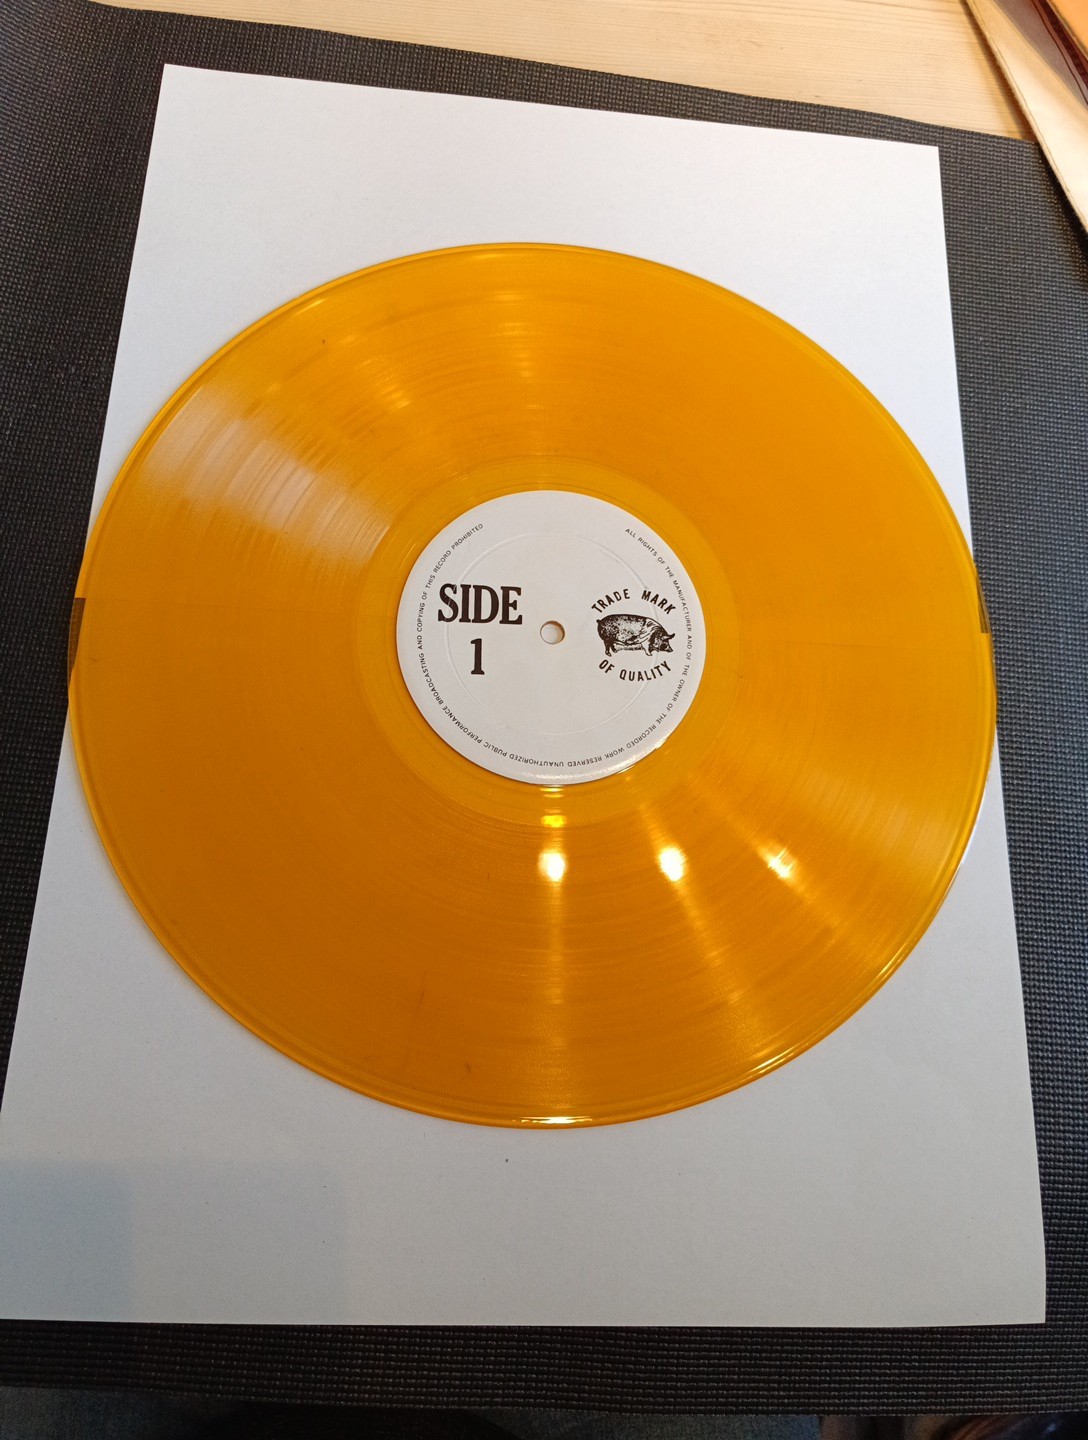 SIDE
1
TRADE MARK
OF QUALITY
ALL RIGHTS OF THE MANUFACTURER AND OF THE OWNER OF THE RECORDED WORK RESERVED UNAUTHORIZED PUBLIC PERFORMANCE BROADCASTING AND COPYING OF THIS RECORD PROHIBITED